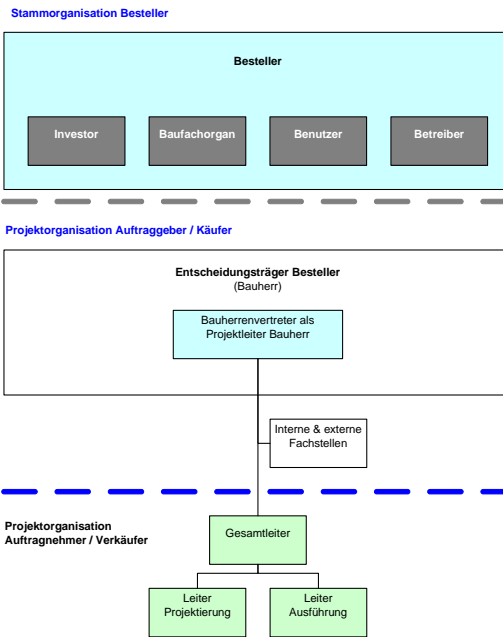 Stammorganisation Besteller
Besteller
Investor
Baufachorgan
Benutzer
Betreiber
Projektorganisation Auftraggeber / Käufer
Entscheidungsträger Besteller
(Bauherr)
Bauherrenvertreter als
Projektleiter Bauherr
Interne & externe
Fachstellen
Projektorganisation
Auftragnehmer / Verkäufer
Gesamtleiter
Leiter
Projektierung
Leiter
Ausführung